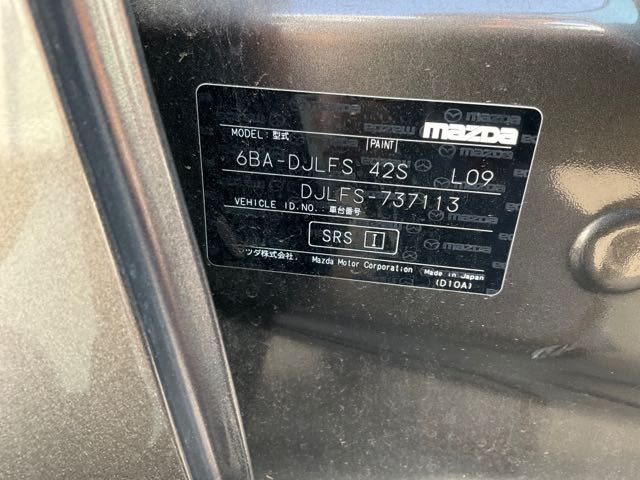 mazda
MODEL: 型式 PAINT
6BA-DJLFS 42S L09
DJLFS-737113
VEHICLE ID.NO.: 車台番号
SRS I
ツダ株式会社. Mazda Motor Corporation Made in Japan
(D10A)